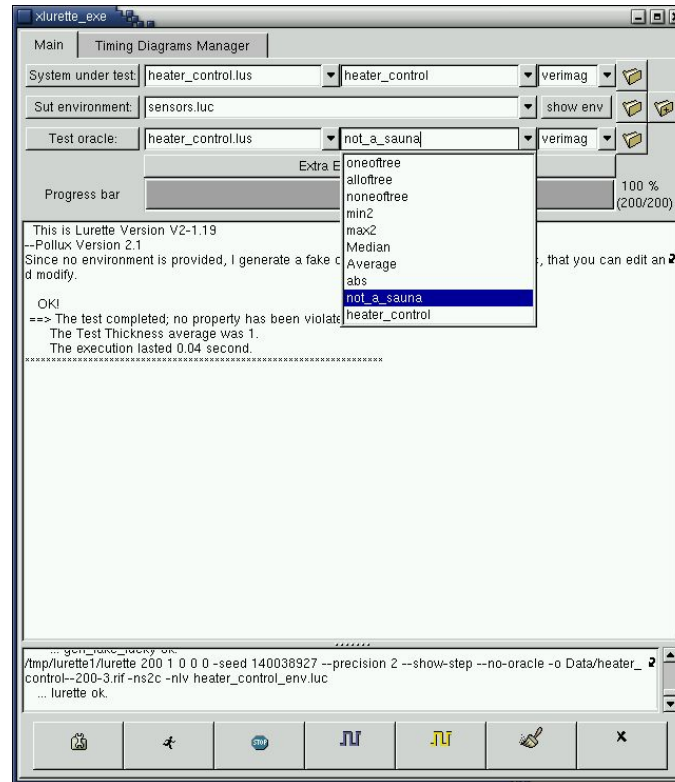 xlurette_exe
Main Timing Diagrams Manager
System under test: heater_control.lus heater_control verimag
Sut environment: sensors.luc show env
Test oracle: heater_control.lus not_a_sauna verimag
Extra E
Progress bar 100 %
(200/200)
oneoftree
alloftree
noneoftree
min2
max2
Median
Average
abs
not_a_sauna
heater_control
This is Lurette Version V2-1.19
--Pollux Version 2.1
Since no environment is provided, I generate a fake , that you can edit an
d modify.
OK!
==> The test completed; no property has been violate
The Test Thickness average was 1.
The execution lasted 0.04 second.
... gen_fake_lucky ok.
/tmp/lurette1/lurette 200 1 0 0 0 -seed 140038927 --precision 2 --show-step --no-oracle -o Data/heater_
control--200-3.rif -ns2c -nlv heater_control_env.luc
... lurette ok.
STOP
x